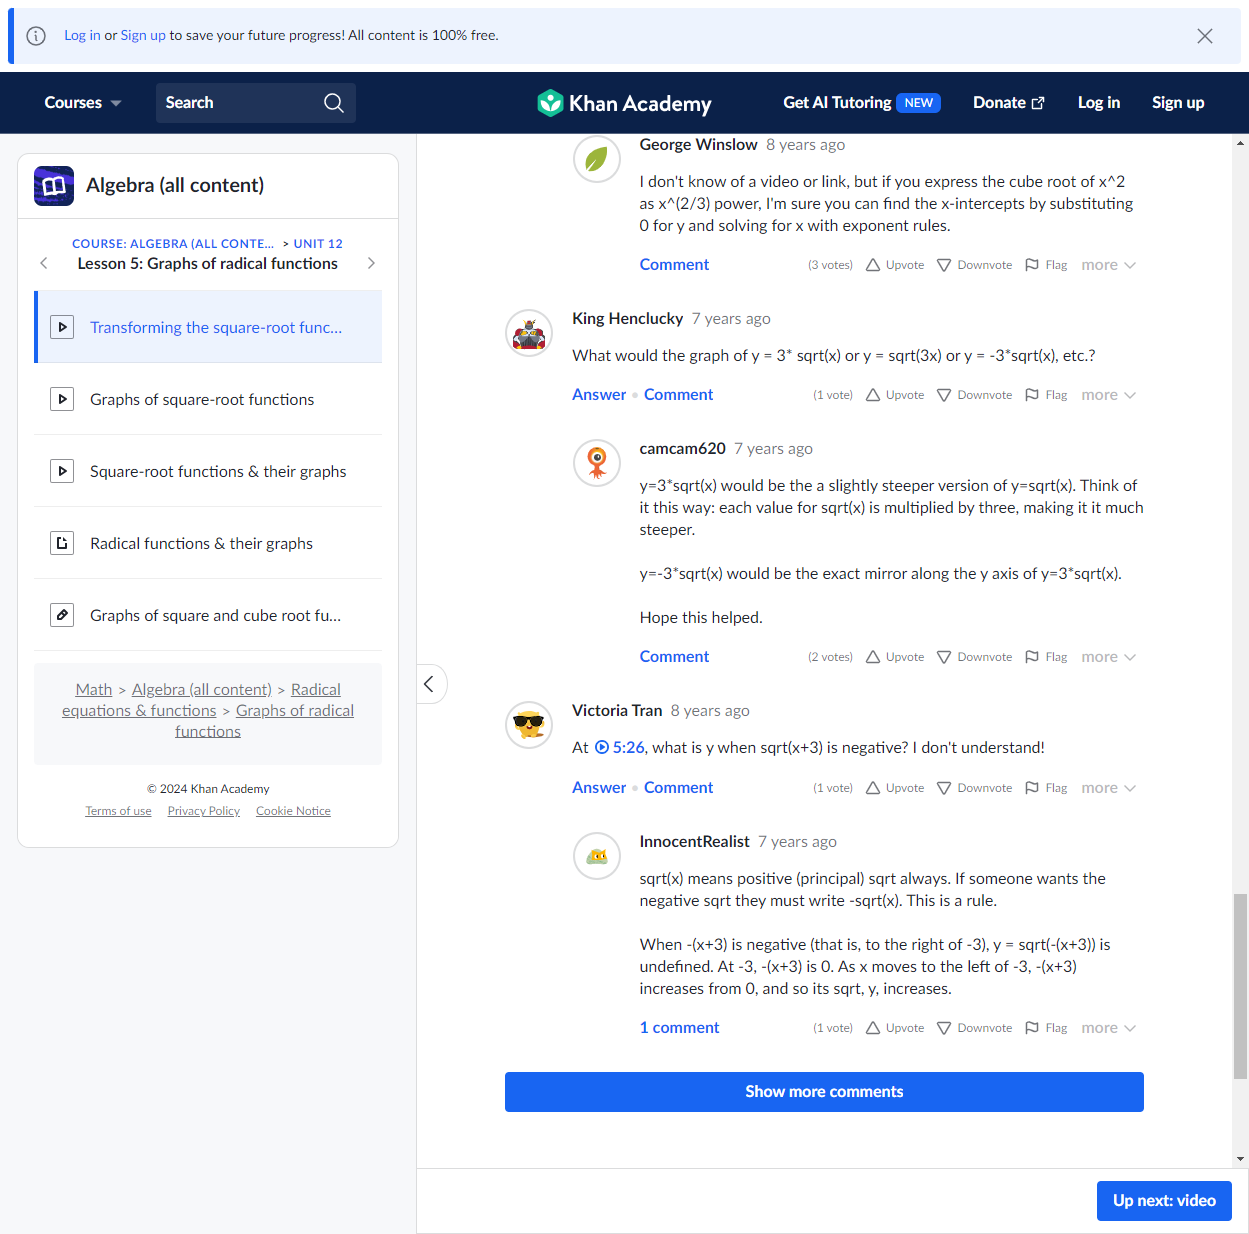 Log in or Sign up to save your future progress! All content is 100% free.
Courses
Search
Khan Academy
Get AI Tutoring NEW
Donate
Log in
Sign up
Algebra (all content)
COURSE: ALGEBRA (ALL CONTE... > UNIT 12
Lesson 5: Graphs of radical functions
Transforming the square-root func...
Graphs of square-root functions
Square-root functions & their graphs
Radical functions & their graphs
Graphs of square and cube root fu...
Math > Algebra (all content) > Radical
equations & functions > Graphs of radical
functions
© 2024 Khan Academy
Terms of use Privacy Policy Cookie Notice
George Winslow 8 years ago
I don't know of a video or link, but if you express the cube root of x^2
as x^(2/3) power, I'm sure you can find the x-intercepts by substituting
0 for y and solving for x with exponent rules.
Comment (3 votes) Upvote Downvote Flag more
King Henclucky 7 years ago
What would the graph of y = 3* sqrt(x) or y = sqrt(3x) or y = -3*sqrt(x), etc.?
Answer • Comment (1 vote) Upvote Downvote Flag more
camcam620 7 years ago
y=3*sqrt(x) would be the a slightly steeper version of y=sqrt(x). Think of
it this way: each value for sqrt(x) is multiplied by three, making it it much
steeper.
y=-3*sqrt(x) would be the exact mirror along the y axis of y=3*sqrt(x).
Hope this helped.
Comment (2 votes) Upvote Downvote Flag more
Victoria Tran 8 years ago
At 5:26, what is y when sqrt(x+3) is negative? I don't understand!
Answer • Comment (1 vote) Upvote Downvote Flag more
InnocentRealist 7 years ago
sqrt(x) means positive (principal) sqrt always. If someone wants the
negative sqrt they must write -sqrt(x). This is a rule.
When -(x+3) is negative (that is, to the right of -3), y = sqrt(-(x+3)) is
undefined. At -3, -(x+3) is 0. As x moves to the left of -3, -(x+3)
increases from 0, and so its sqrt, y, increases.
1 comment (1 vote) Upvote Downvote Flag more
Show more comments
Up next: video